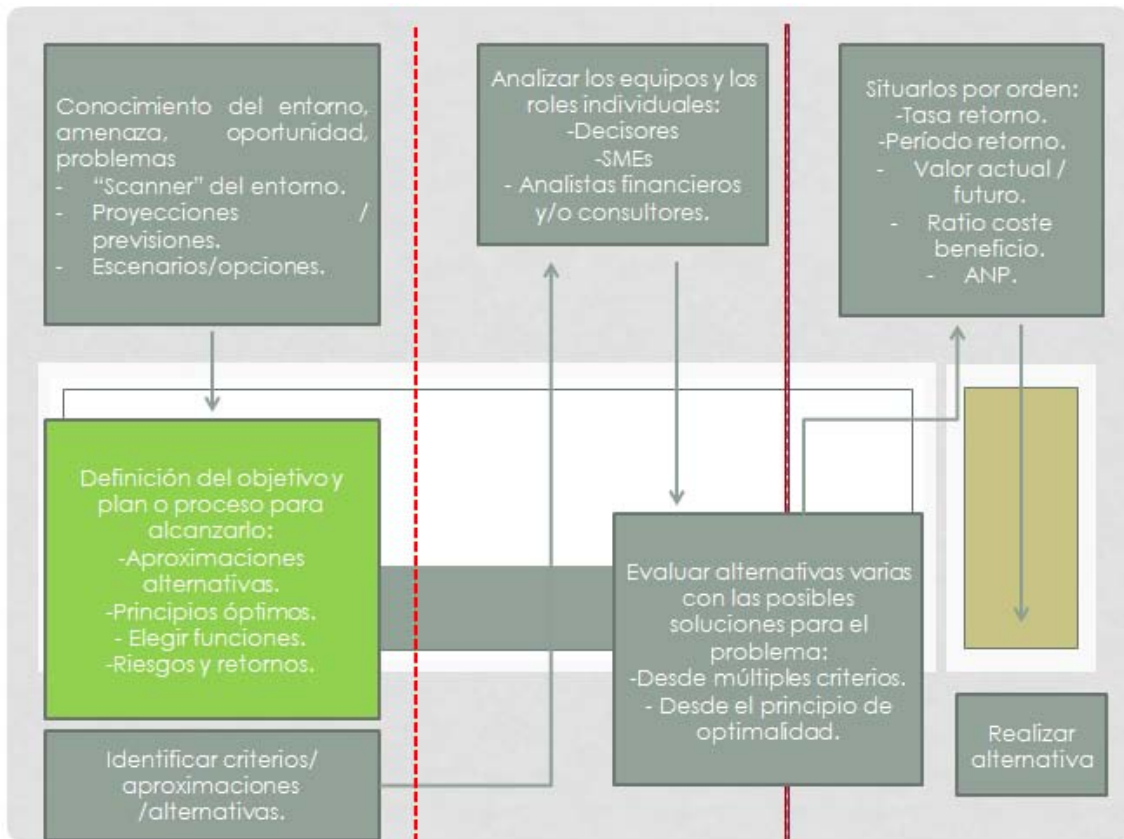 Conocimiento del entorno,
amenaza, oportunidad,
problemas
- “Scanner” del entorno.
- Proyecciones /
previsiones.
- Escenarios/opciones.
Definición del objetivo y
plan o proceso para
alcanzarlo:
-Aproximaciones
alternativas.
-Principios óptimos.
- Elegir funciones.
-Riesgos y retornos.
Identificar criterios/
aproximaciones
/alternativas.
Analizar los equipos y los
roles individuales:
-Decisores
-SMEs
- Analistas financieros
y/o consultores.
Evaluar alternativas varias
con las posibles
soluciones para el
problema:
-Desde múltiples criterios.
- Desde el principio de
optimalidad.
Situarlos por orden:
-Tasa retorno.
-Período retorno.
- Valor actual /
futuro.
- Ratio coste
beneficio.
- ANP.
Realizar
alternativa